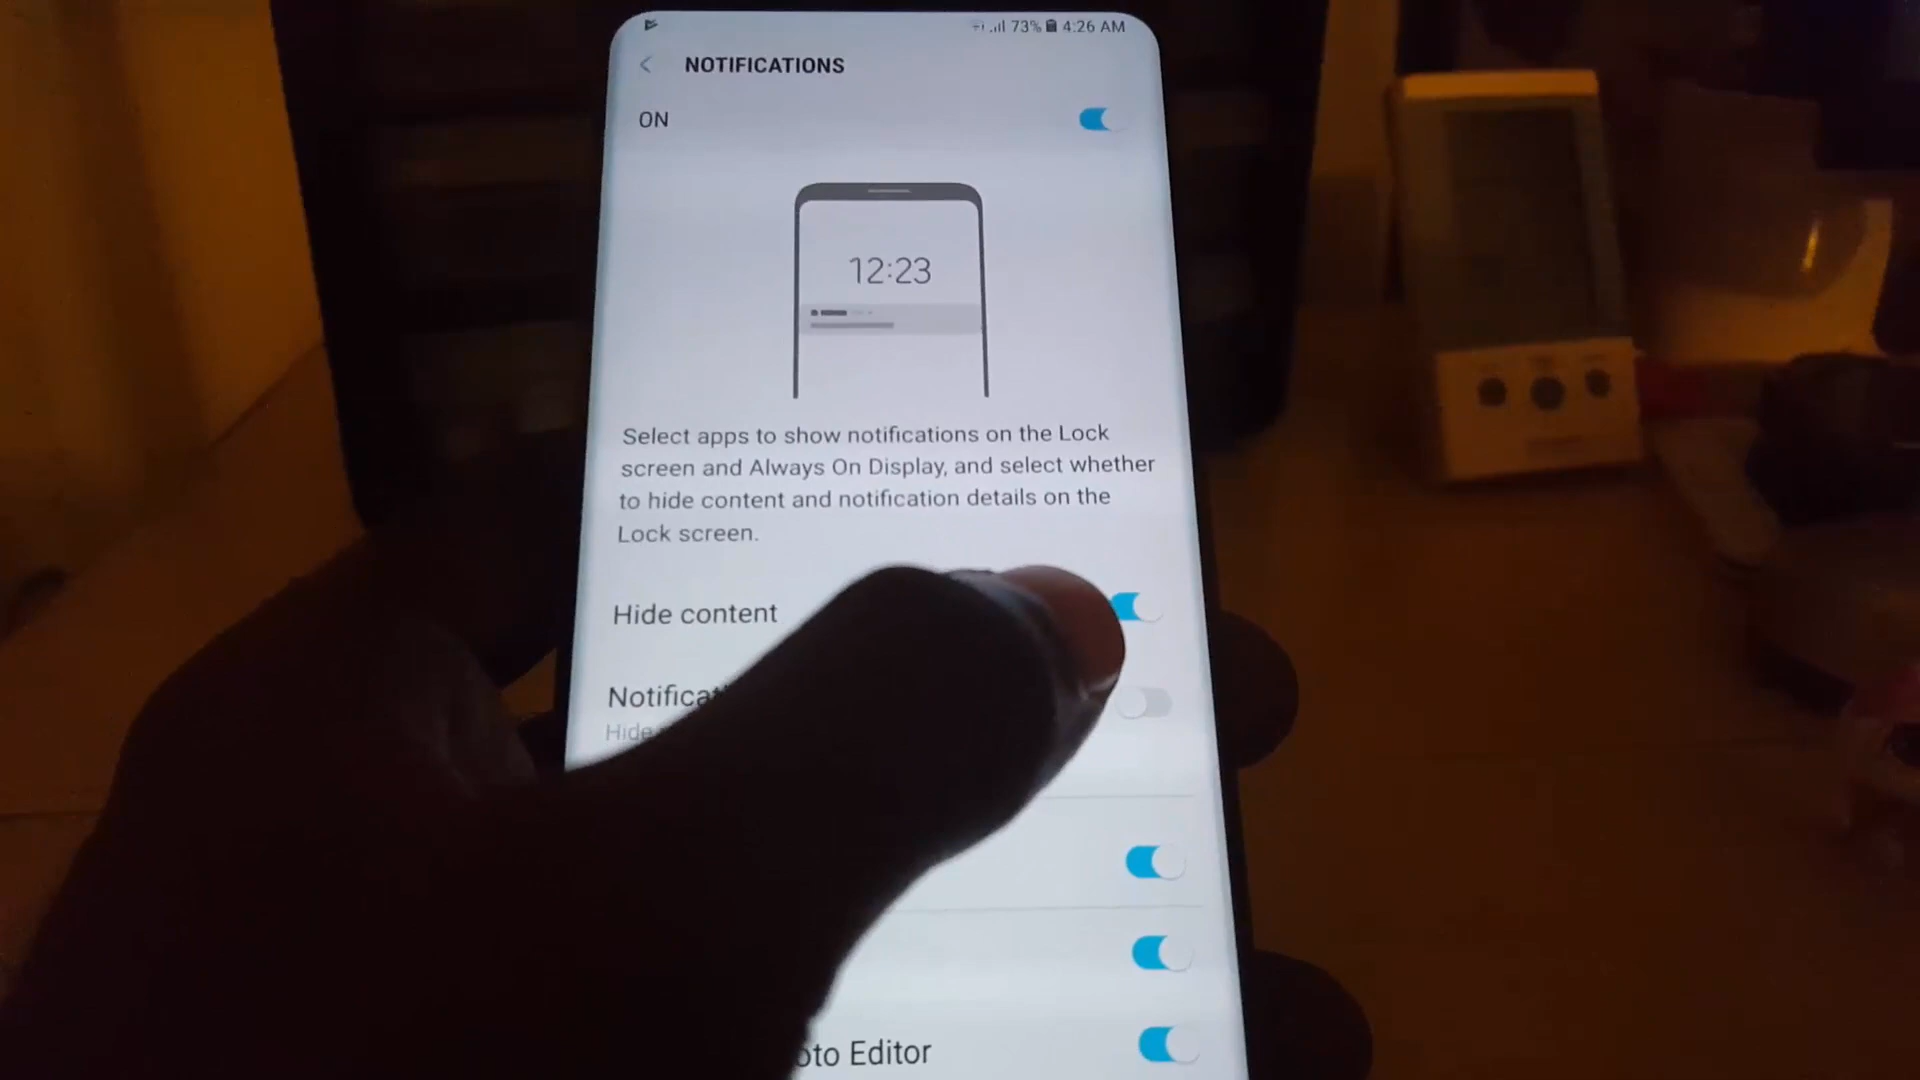 73% 4:26 AM
NOTIFICATIONS
ON
12:23
Select apps to show notifications on the Lock
screen and Always On Display, and select whether
to hide content and notification details on the
Lock screen.
Hide content
Hide
Editor